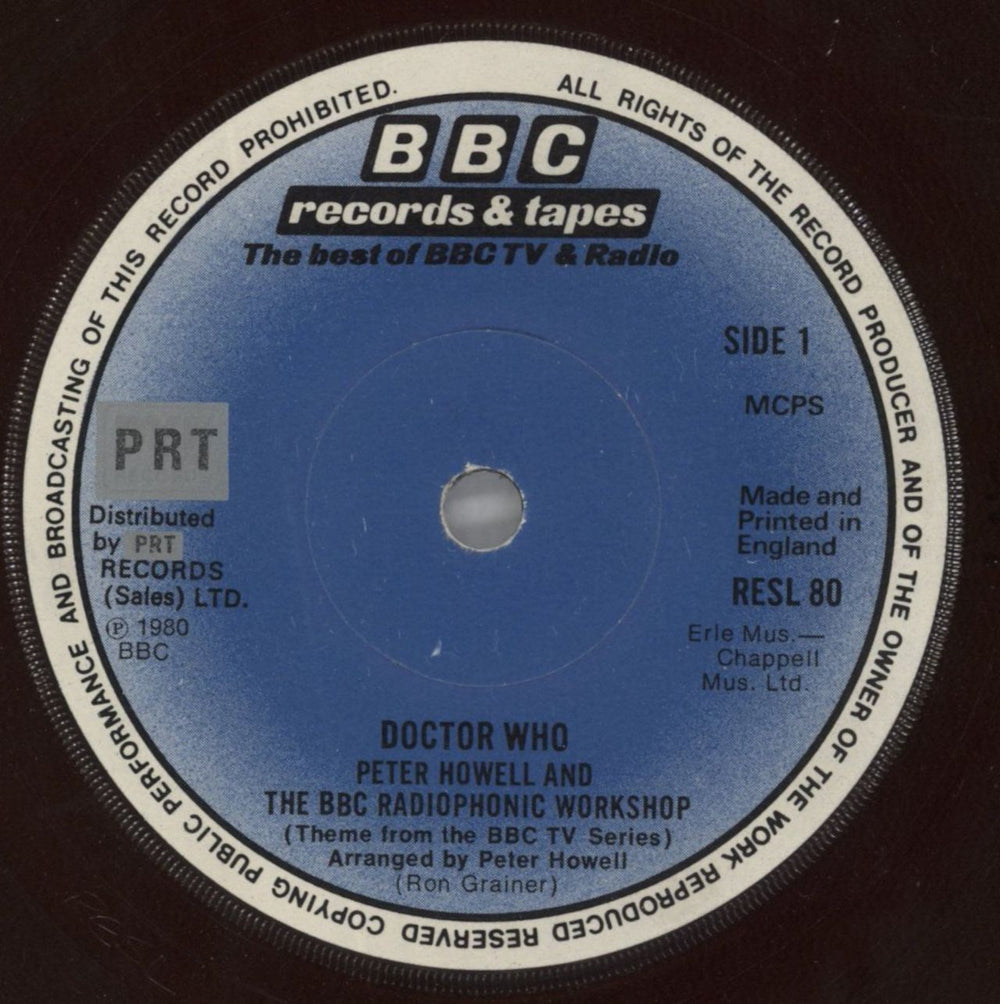 ALL RIGHTS OF THE RECORD PRODUCER AND OF THE OWNER OF THE WORK REPRODUCED RESERVED COPYING PUBLIC PERFORMANCE AND BROADCASTING OF THIS RECORD PROHIBITED.
BBC
records & tapes
The best of BBC TV & Radio
SIDE 1
MCPS
PRT
Distributed
by PRT
RECORDS
(Sales) LTD.
Ⓟ 1980
BBC
Made and
Printed in
England
RESL 80
Erle Mus.—
Chappell
Mus. Ltd.
DOCTOR WHO
PETER HOWELL AND
THE BBC RADIOPHONIC WORKSHOP
(Theme from the BBC TV Series)
Arranged by Peter Howell
(Ron Grainer)